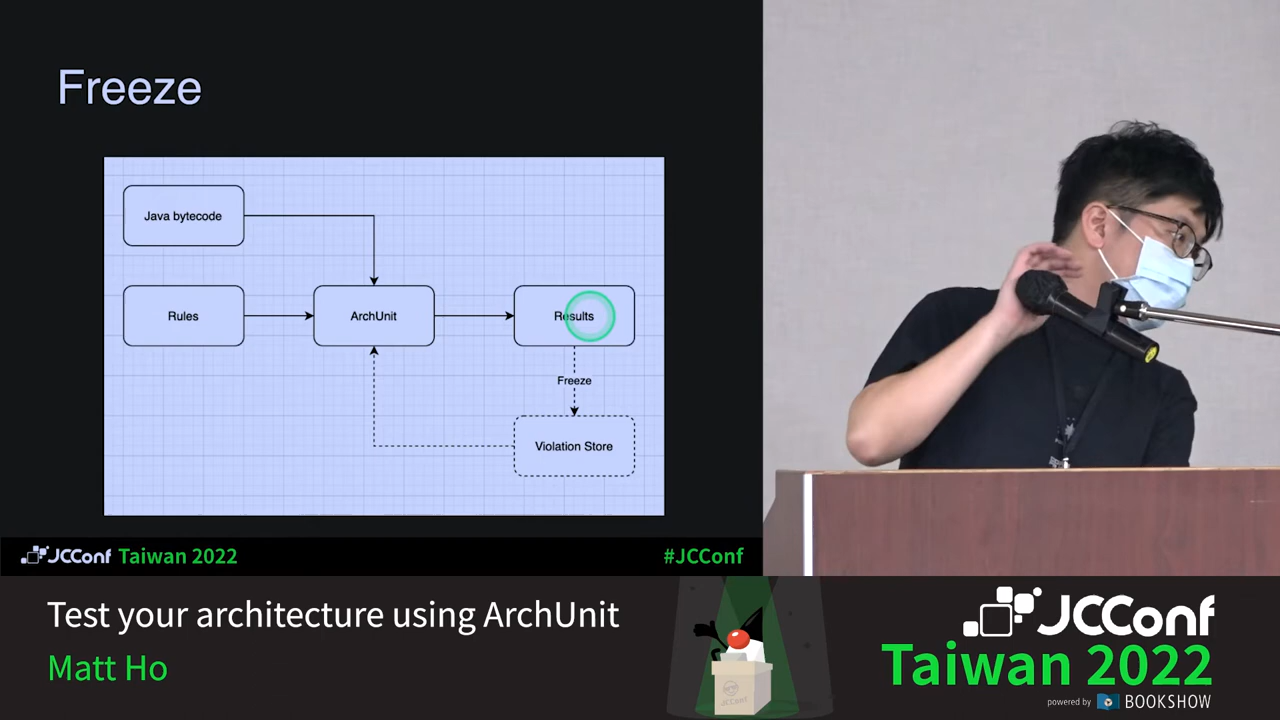 Freeze
Java bytecode
Rules
ArchUnit
Results
Freeze
Violation Store
JCConf Taiwan 2022
#JCConf
Test your architecture using ArchUnit
Matt Ho
JCConf
Taiwan 2022
powered by BOOKSHOW